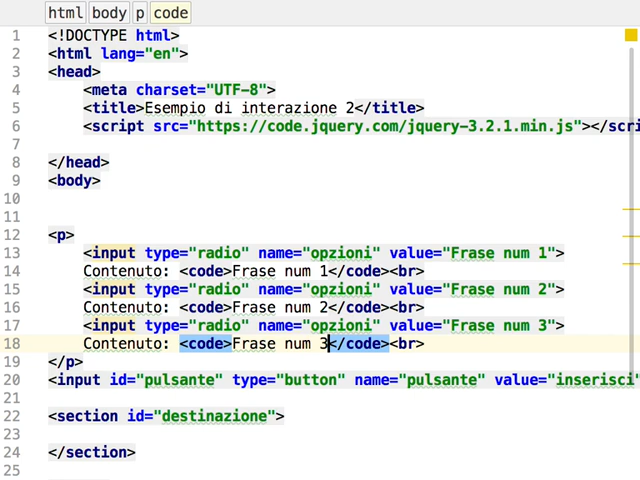 html body p code
1 <!DOCTYPE html>
2 <html lang="en">
3 <head>
4 <meta charset="UTF-8">
5 <title>Esempio di interazione 2</title>
6 <script src="https://code.jquery.com/jquery-3.2.1.min.js"></scri
7
8 </head>
9 <body>
10
11
12 <p>
13 <input type="radio" name="opzioni" value="Frase num 1">
14 Contenuto: <code>Frase num 1</code><br>
15 <input type="radio" name="opzioni" value="Frase num 2">
16 Contenuto: <code>Frase num 2</code><br>
17 <input type="radio" name="opzioni" value="Frase num 3">
18 Contenuto: <code>Frase num 3</code><br>
19 </p>
20 <input id="pulsante" type="button" name="pulsante" value="inserisci"
21
22 <section id="destinazione">
23
24 </section>
25